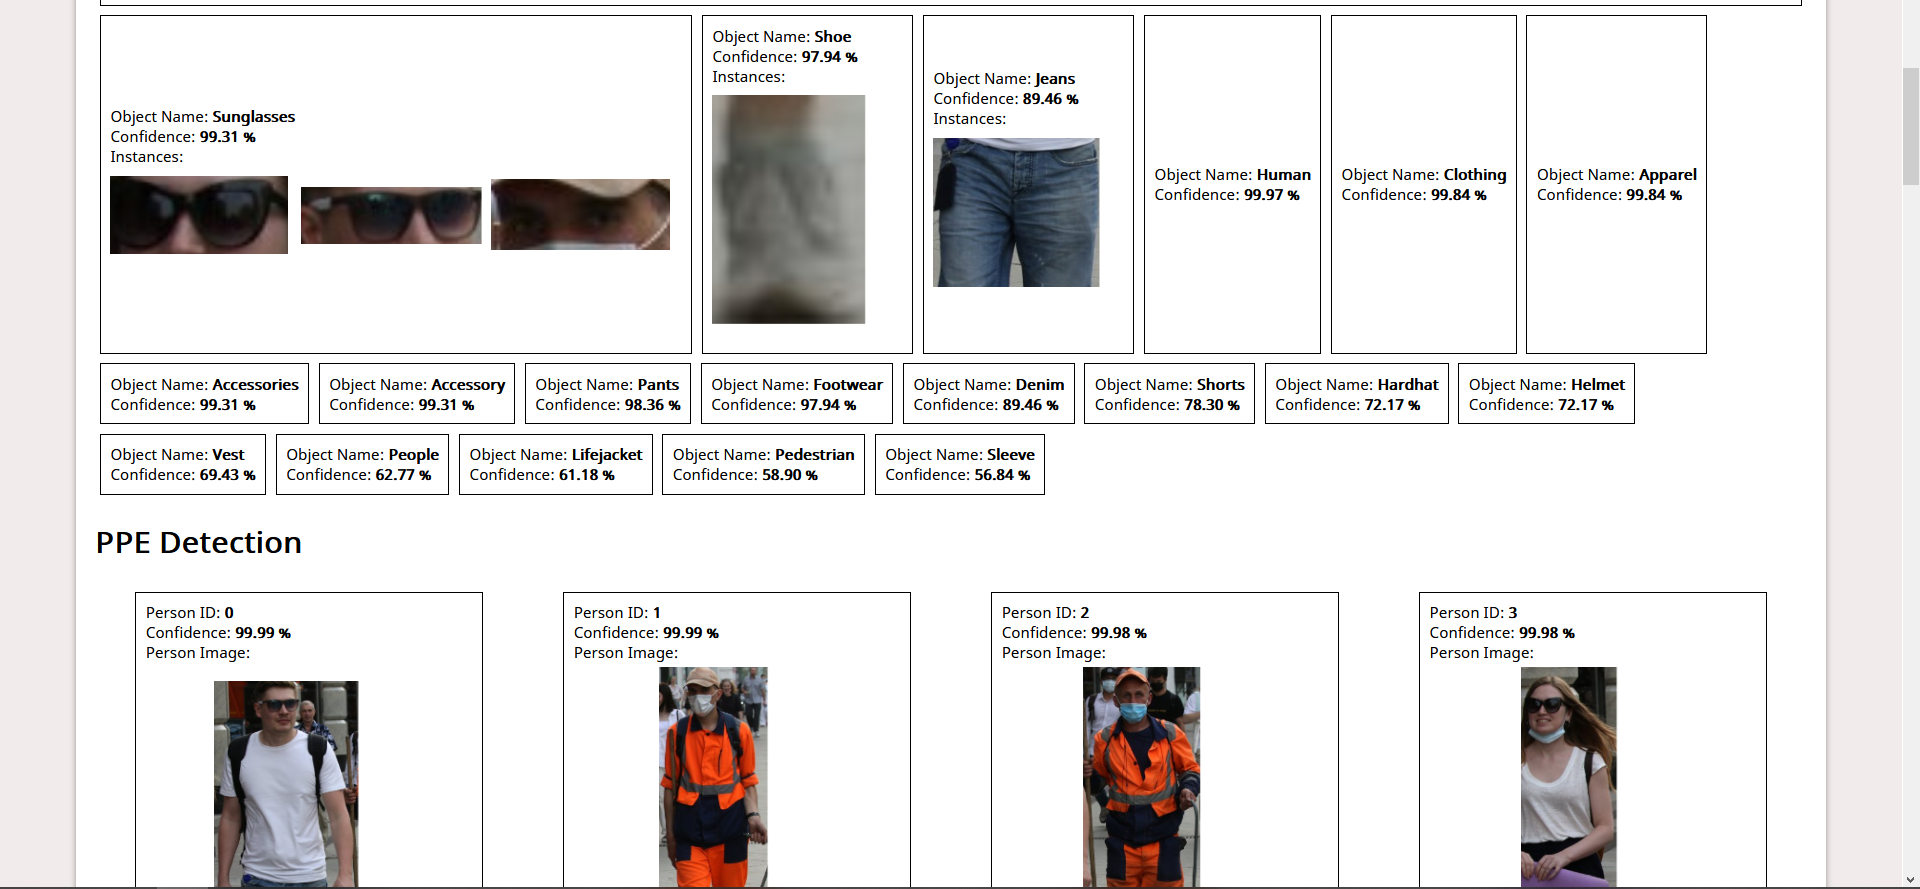 Object Name: Sunglasses
Confidence: 99.31 %
Instances:
Object Name: Shoe
Confidence: 97.94 %
Instances:
Object Name: Jeans
Confidence: 89.46 %
Instances:
Object Name: Human
Confidence: 99.97 %
Object Name: Clothing
Confidence: 99.84 %
Object Name: Apparel
Confidence: 99.84 %
Object Name: Accessories
Confidence: 99.31 %
Object Name: Accessory
Confidence: 99.31 %
Object Name: Pants
Confidence: 98.36 %
Object Name: Footwear
Confidence: 97.94 %
Object Name: Denim
Confidence: 89.46 %
Object Name: Shorts
Confidence: 78.30 %
Object Name: Hardhat
Confidence: 72.17 %
Object Name: Helmet
Confidence: 72.17 %
Object Name: Vest
Confidence: 69.43 %
Object Name: People
Confidence: 62.77 %
Object Name: Lifejacket
Confidence: 61.18 %
Object Name: Pedestrian
Confidence: 58.90 %
Object Name: Sleeve
Confidence: 56.84 %
PPE Detection
Person ID: 0
Confidence: 99.99 %
Person Image:
Person ID: 1
Confidence: 99.99 %
Person Image:
Person ID: 2
Confidence: 99.98 %
Person Image:
Person ID: 3
Confidence: 99.98 %
Person Image: